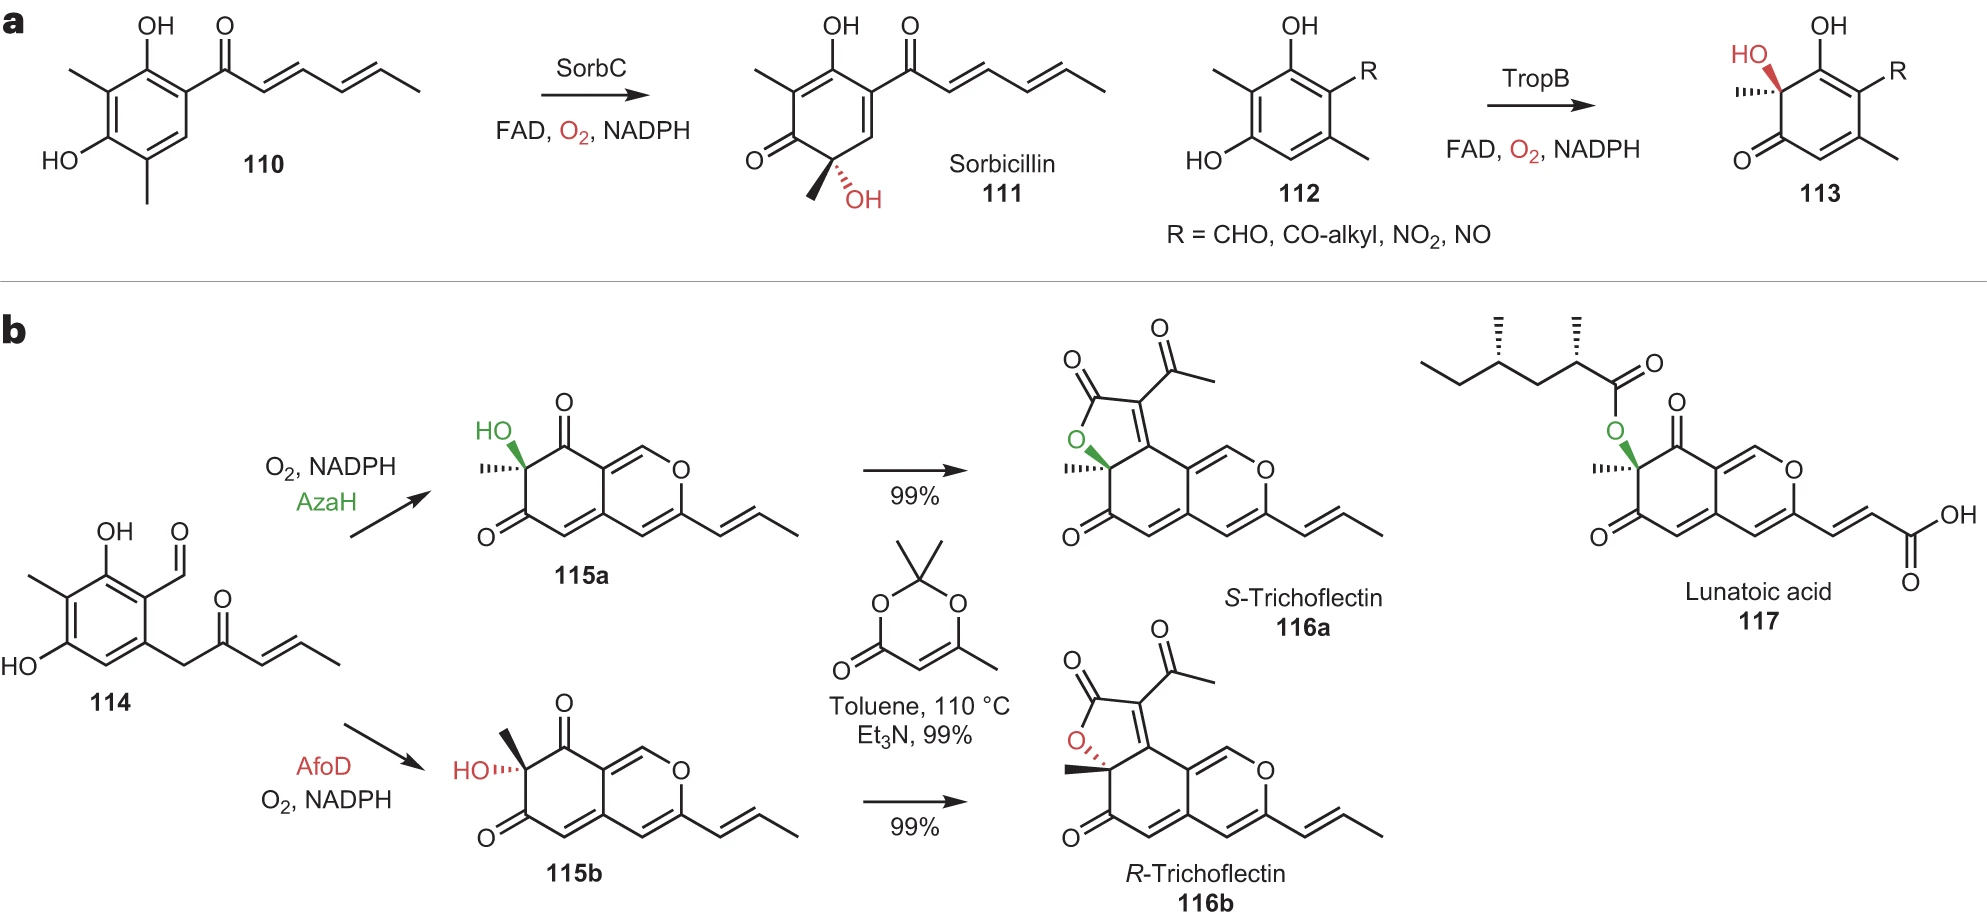 a
OH
O
HO
110
SorbC
FAD, O2, NADPH
OH
O
O
OH
Sorbicillin
111
OH
R
HO
112
R = CHO, CO-alkyl, NO2, NO
TropB
FAD, O2, NADPH
OH
HO
R
O
113
b
OH
O
O
HO
114
O2, NADPH
AzaH
AfoD
O2, NADPH
O
HO
O
O
115a
O
HO
O
O
115b
99%
O
O
O
Toluene, 110 °C
Et3N, 99%
99%
O
O
O
O
O
S-Trichoflectin
116a
O
O
O
O
O
R-Trichoflectin
116b
O
O
O
O
O
OH
O
Lunatoic acid
117